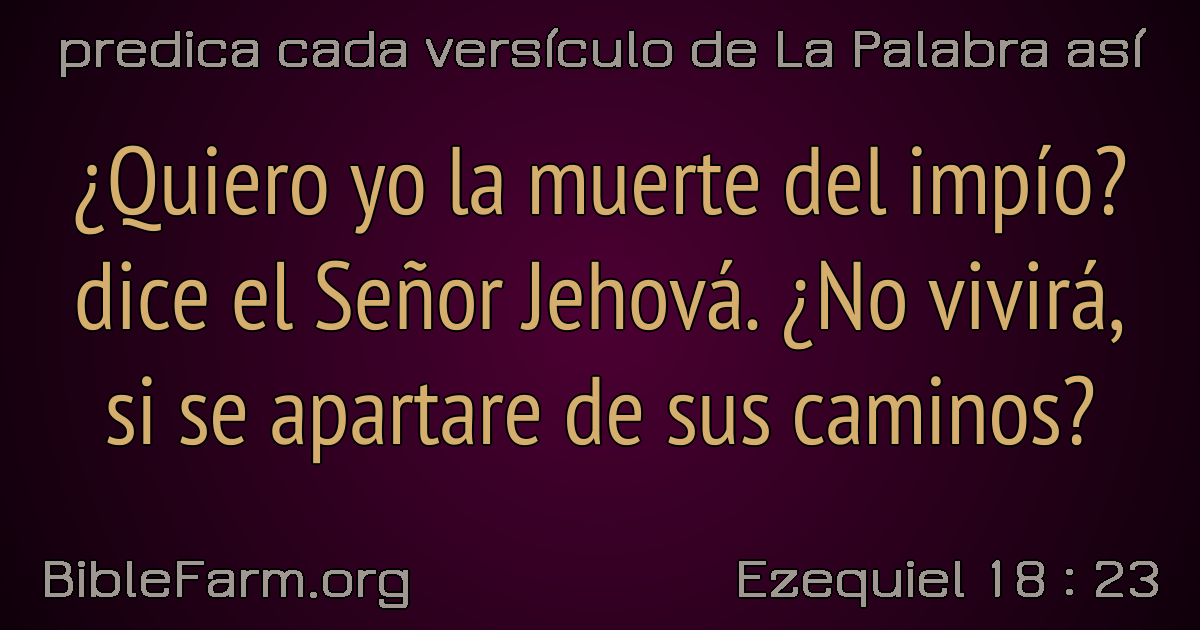 predica cada versículo de La Palabra así
¿Quiero yo la muerte del impío?
dice el Señor Jehová. ¿No vivirá,
si se apartare de sus caminos?
BibleFarm.org
Ezequiel 18 : 23